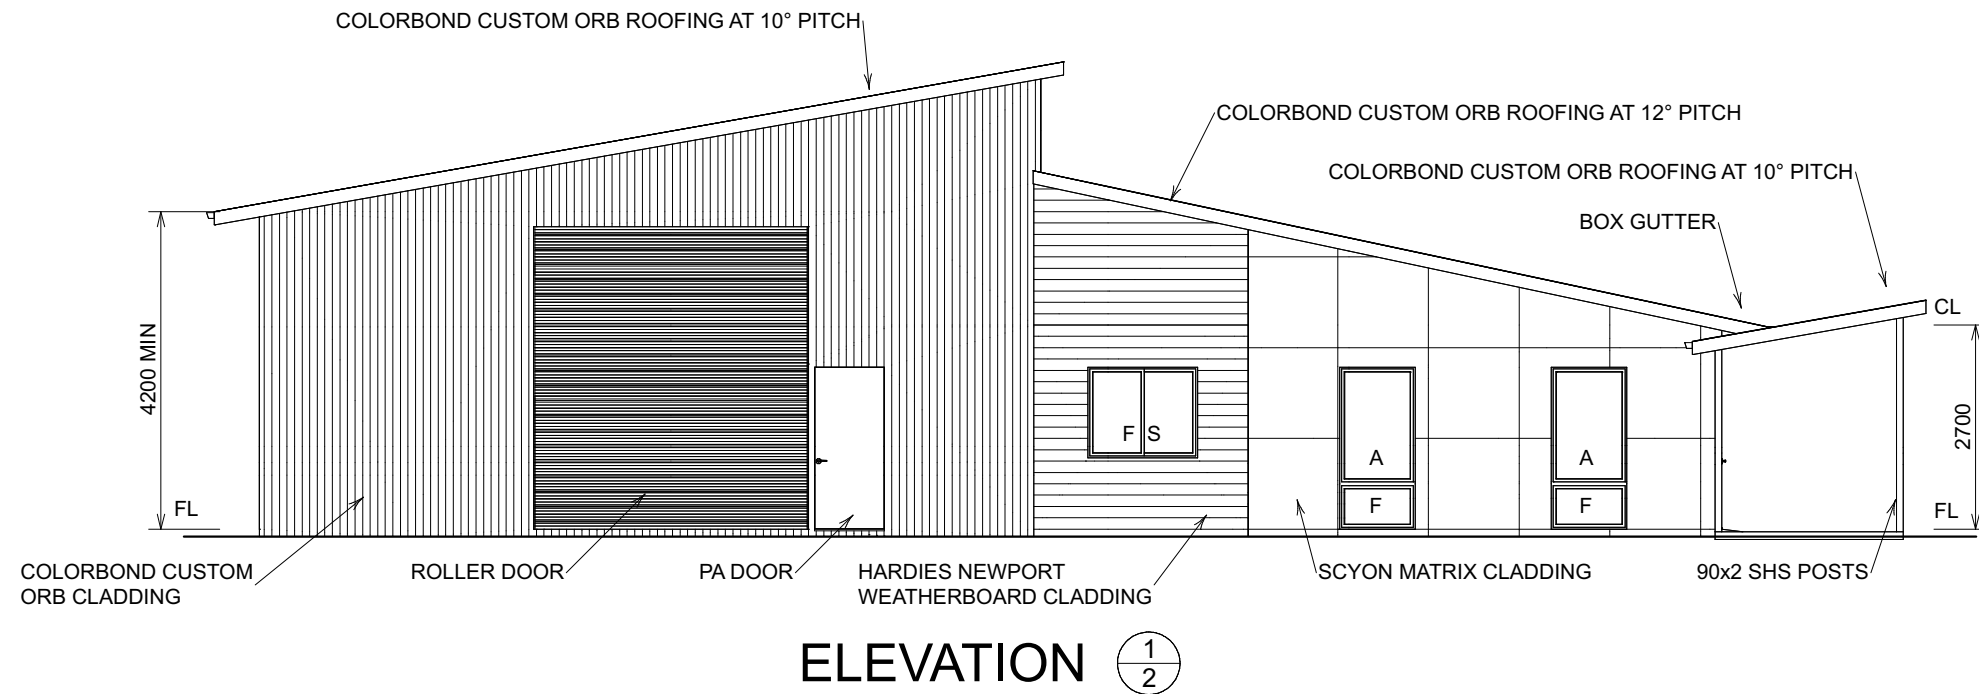 COLORBOND CUSTOM ORB ROOFING AT 10° PITCH
COLORBOND CUSTOM ORB ROOFING AT 12° PITCH
COLORBOND CUSTOM ORB ROOFING AT 10° PITCH
BOX GUTTER
CL
4200 MIN
2700
F S
A
A
F
F
FL
FL
COLORBOND CUSTOM
ORB CLADDING
ROLLER DOOR
PA DOOR
HARDIES NEWPORT
WEATHERBOARD CLADDING
SCYON MATRIX CLADDING
90x2 SHS POSTS
ELEVATION
1
2